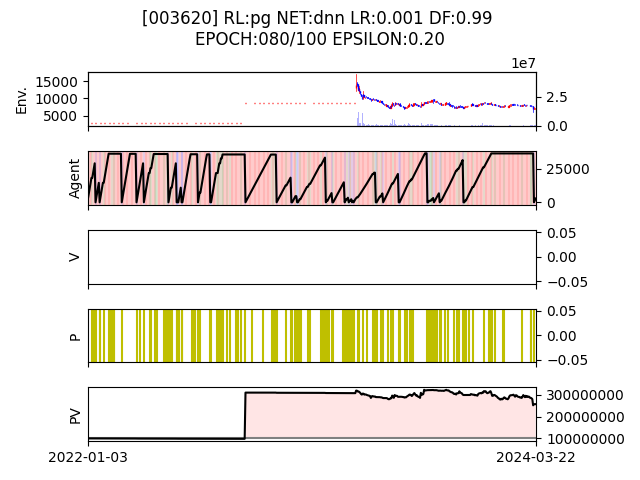 [003620] RL:pg NET:dnn LR:0.001 DF:0.99
EPOCH:080/100 EPSILON:0.20
1e7
15000
10000
5000
Env.
2.5
0.0
Agent
25000
0
V
0.05
0.00
−0.05
P
0.05
0.00
−0.05
PV
300000000
200000000
100000000
2022-01-03
2024-03-22